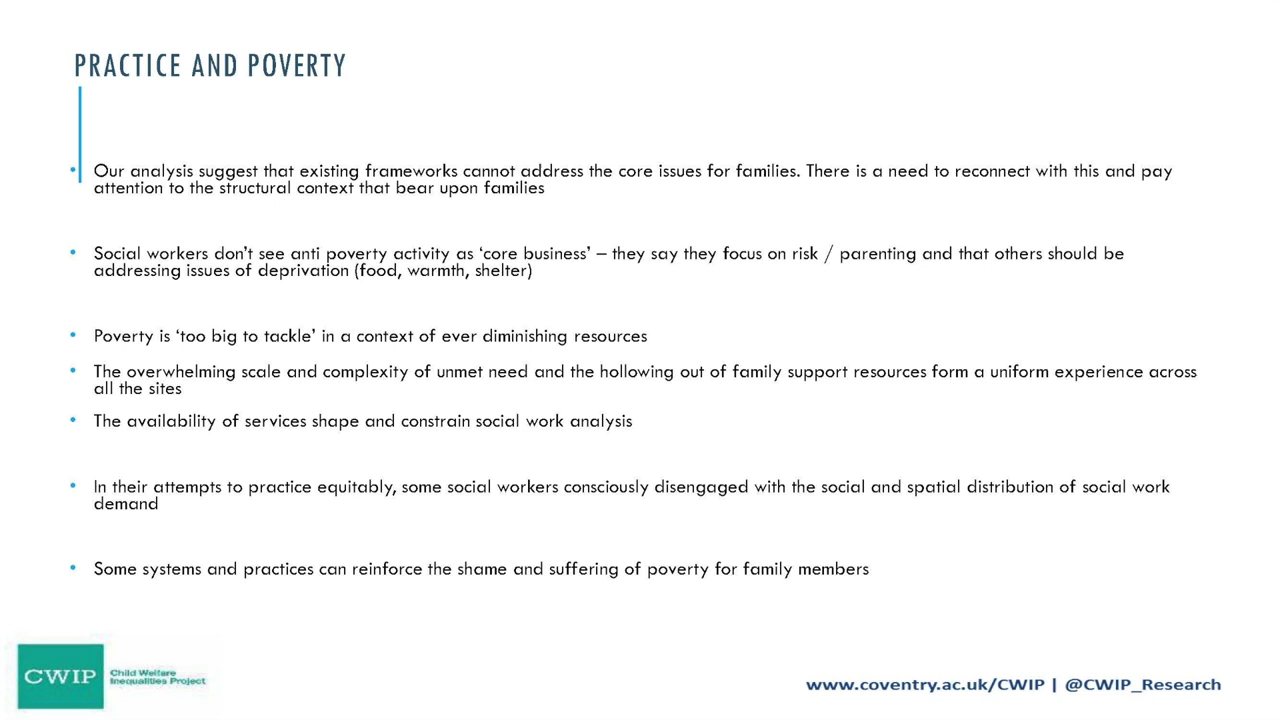 PRACTICE AND POVERTY
• Our analysis suggest that existing frameworks cannot address the core issues for families. There is a need to reconnect with this and pay
attention to the structural context that bear upon families
• Social workers don’t see anti poverty activity as ‘core business’ – they say they focus on risk / parenting and that others should be
addressing issues of deprivation (food, warmth, shelter)
• Poverty is ‘too big to tackle’ in a context of ever diminishing resources
• The overwhelming scale and complexity of unmet need and the hollowing out of family support resources form a uniform experience across
all the sites
• The availability of services shape and constrain social work analysis
• In their attempts to practice equitably, some social workers consciously disengaged with the social and spatial distribution of social work
demand
• Some systems and practices can reinforce the shame and suffering of poverty for family members
CWIP
Child Welfare
Inequalities Project
www.coventry.ac.uk/CWIP | @CWIP_Research